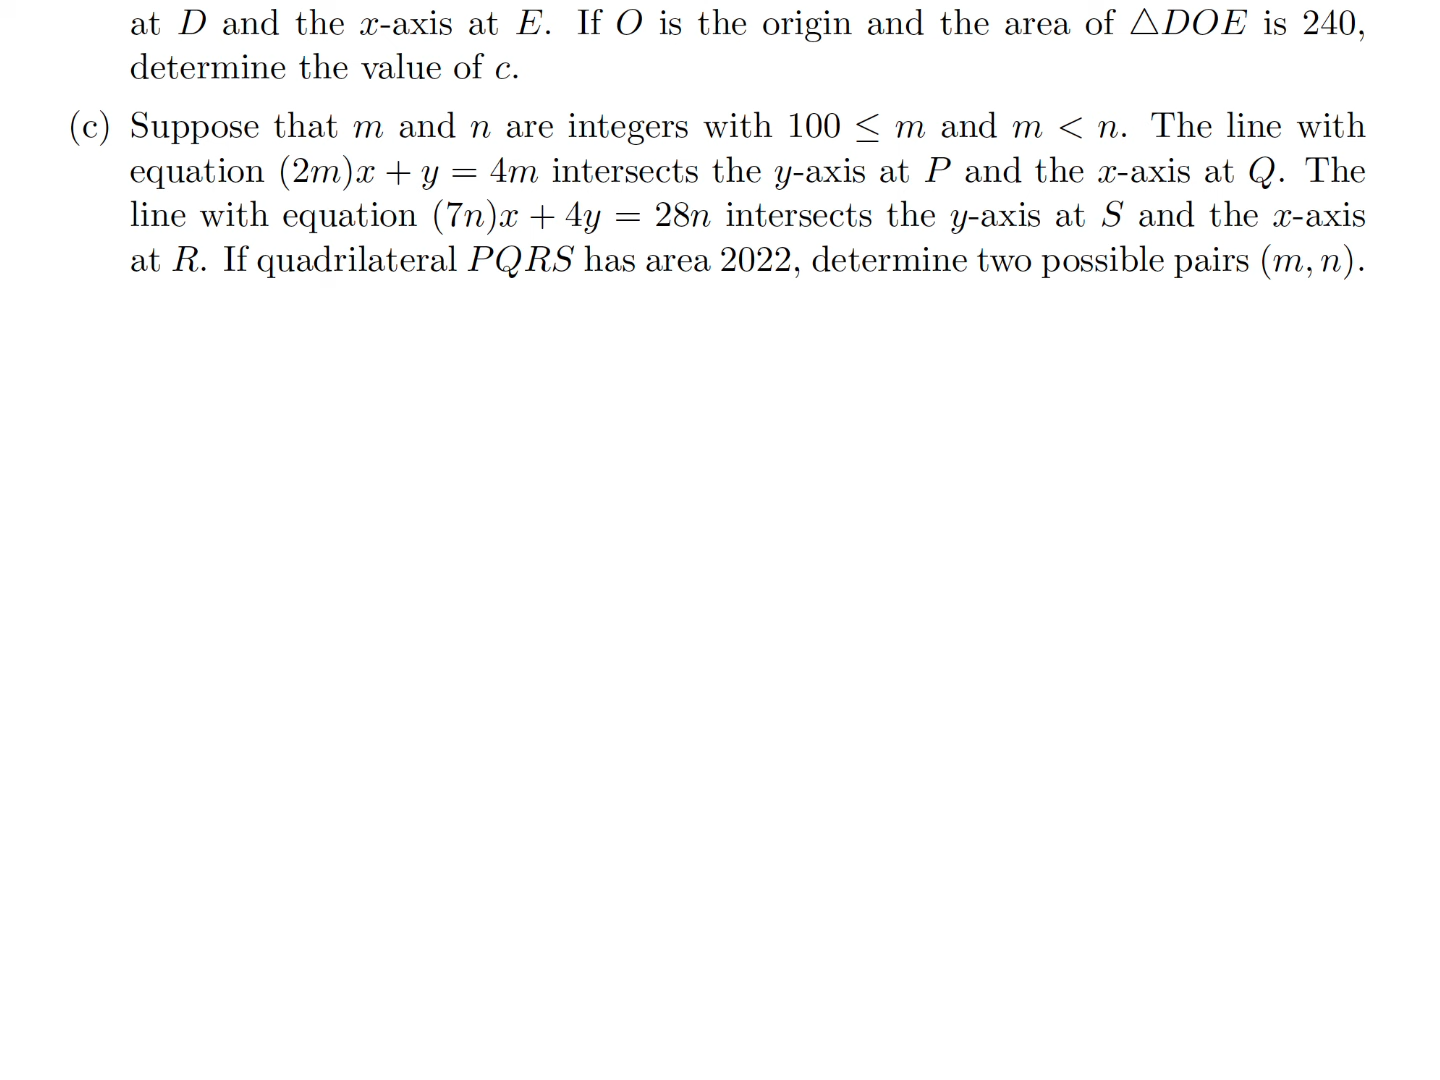 at D and the x-axis at E. If O is the origin and the area of △DOE is 240,
determine the value of c.
(c) Suppose that m and n are integers with 100 ≤ m and m < n. The line with
equation (2m)x + y = 4m intersects the y-axis at P and the x-axis at Q. The
line with equation (7n)x + 4y = 28n intersects the y-axis at S and the x-axis
at R. If quadrilateral PQRS has area 2022, determine two possible pairs (m, n).